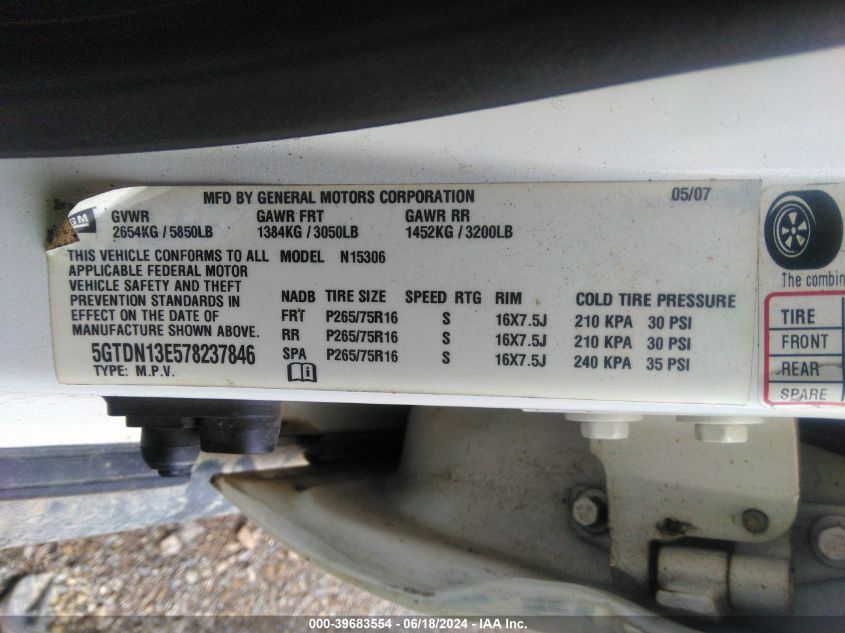 MFD BY GENERAL MOTORS CORPORATION 05/07
GM
GVWR GAWR FRT GAWR RR
2654KG / 5850LB 1384KG / 3050LB 1452KG / 3200LB
THIS VEHICLE CONFORMS TO ALL
APPLICABLE FEDERAL MOTOR
VEHICLE SAFETY AND THEFT
PREVENTION STANDARDS IN
EFFECT ON THE DATE OF
MANUFACTURE SHOWN ABOVE.
5GTDN13E578237846
TYPE: M.P.V.
MODEL N15306
NADB TIRE SIZE SPEED RTG RIM COLD TIRE PRESSURE
FRT P265/75R16 S 16X7.5J 210 KPA 30 PSI
RR P265/75R16 S 16X7.5J 210 KPA 30 PSI
SPA P265/75R16 S 16X7.5J 240 KPA 35 PSI
The combin
TIRE
FRONT
REAR
SPARE
000-39683554 - 06/18/2024 - IAA Inc.